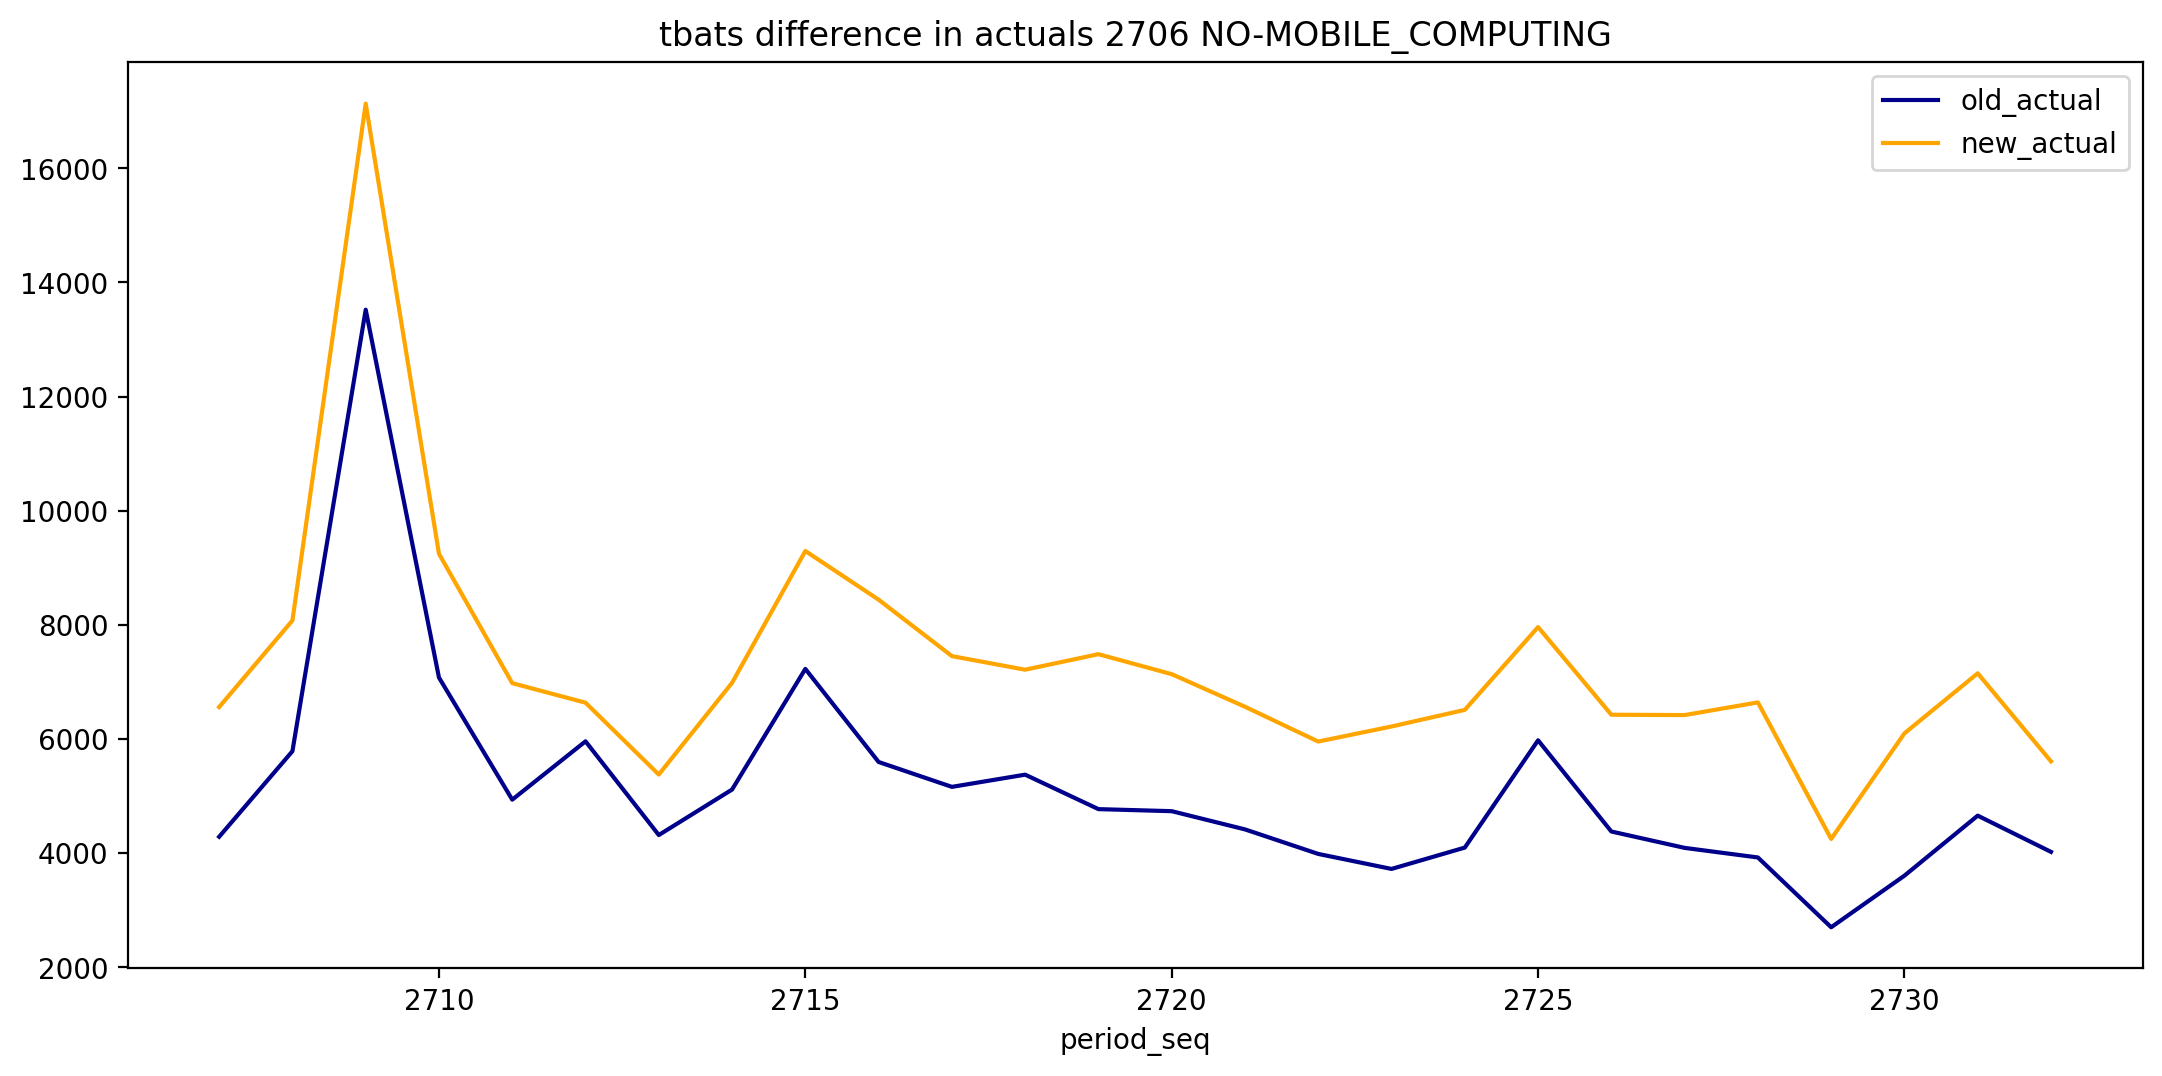 tbats difference in actuals 2706 NO-MOBILE_COMPUTING
old_actual
new_actual
16000
14000
12000
10000
8000
6000
4000
2000
2710 2715 2720 2725 2730
period_seq